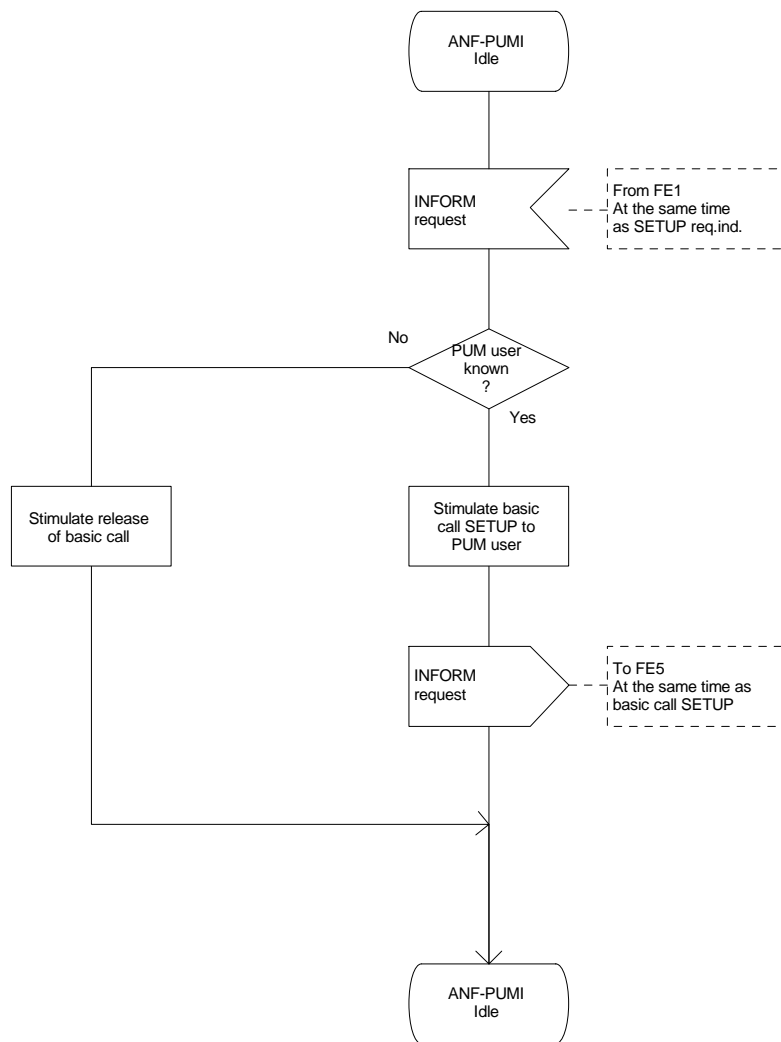 ANF-PUMI
Idle
INFORM
request
From FE1
At the same time
as SETUP req.ind.
No
PUM user
known
?
Yes
Stimulate release
of basic call
Stimulate basic
call SETUP to
PUM user
INFORM
request
To FE5
At the same time as
basic call SETUP
ANF-PUMI
Idle